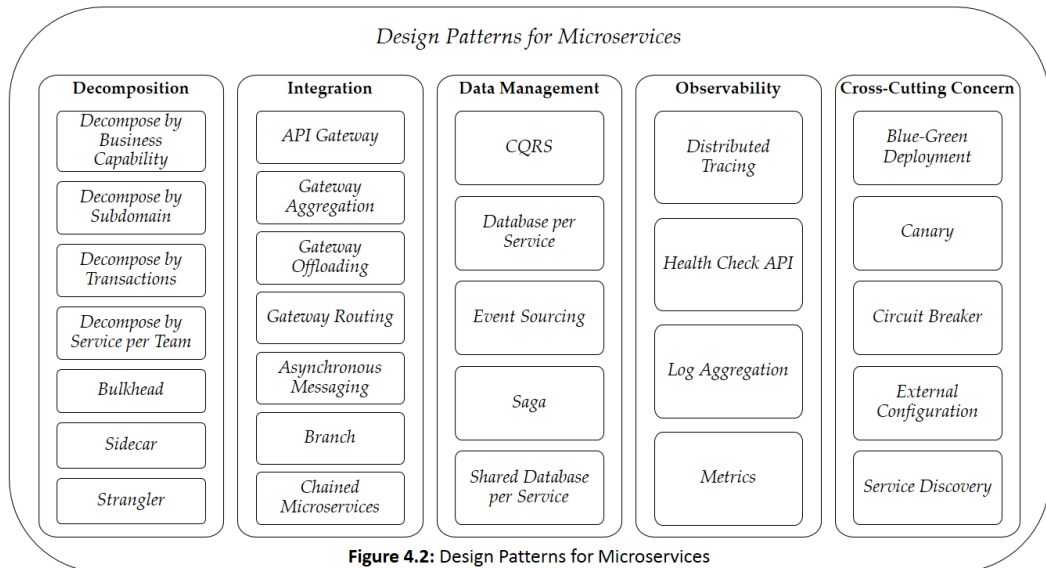 Design Patterns for Microservices
Decomposition
Decompose by
Business
Capability
Decompose by
Subdomain
Decompose by
Transactions
Decompose by
Service per Team
Bulkhead
Sidecar
Strangler
Integration
API Gateway
Gateway
Aggregation
Gateway
Offloading
Gateway Routing
Asynchronous
Messaging
Branch
Chained
Microservices
Data Management
CQRS
Database per
Service
Event Sourcing
Saga
Shared Database
per Service
Observability
Distributed
Tracing
Health Check API
Log Aggregation
Metrics
Cross-Cutting Concern
Blue-Green
Deployment
Canary
Circuit Breaker
External
Configuration
Service Discovery
Figure 4.2: Design Patterns for Microservices